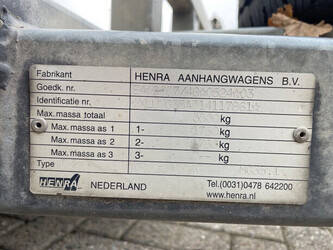 Fabrikant HENRA AANHANGWAGENS B.V.
Goedk. nr.
Identificatie nr.
Max. massa totaal kg
Max. massa as 1 1- kg
Max. massa as 2 2- kg
Max. massa as 3 3- kg
Type
HENRA NEDERLAND Tel.(0031)0478 642200
www.henra.nl